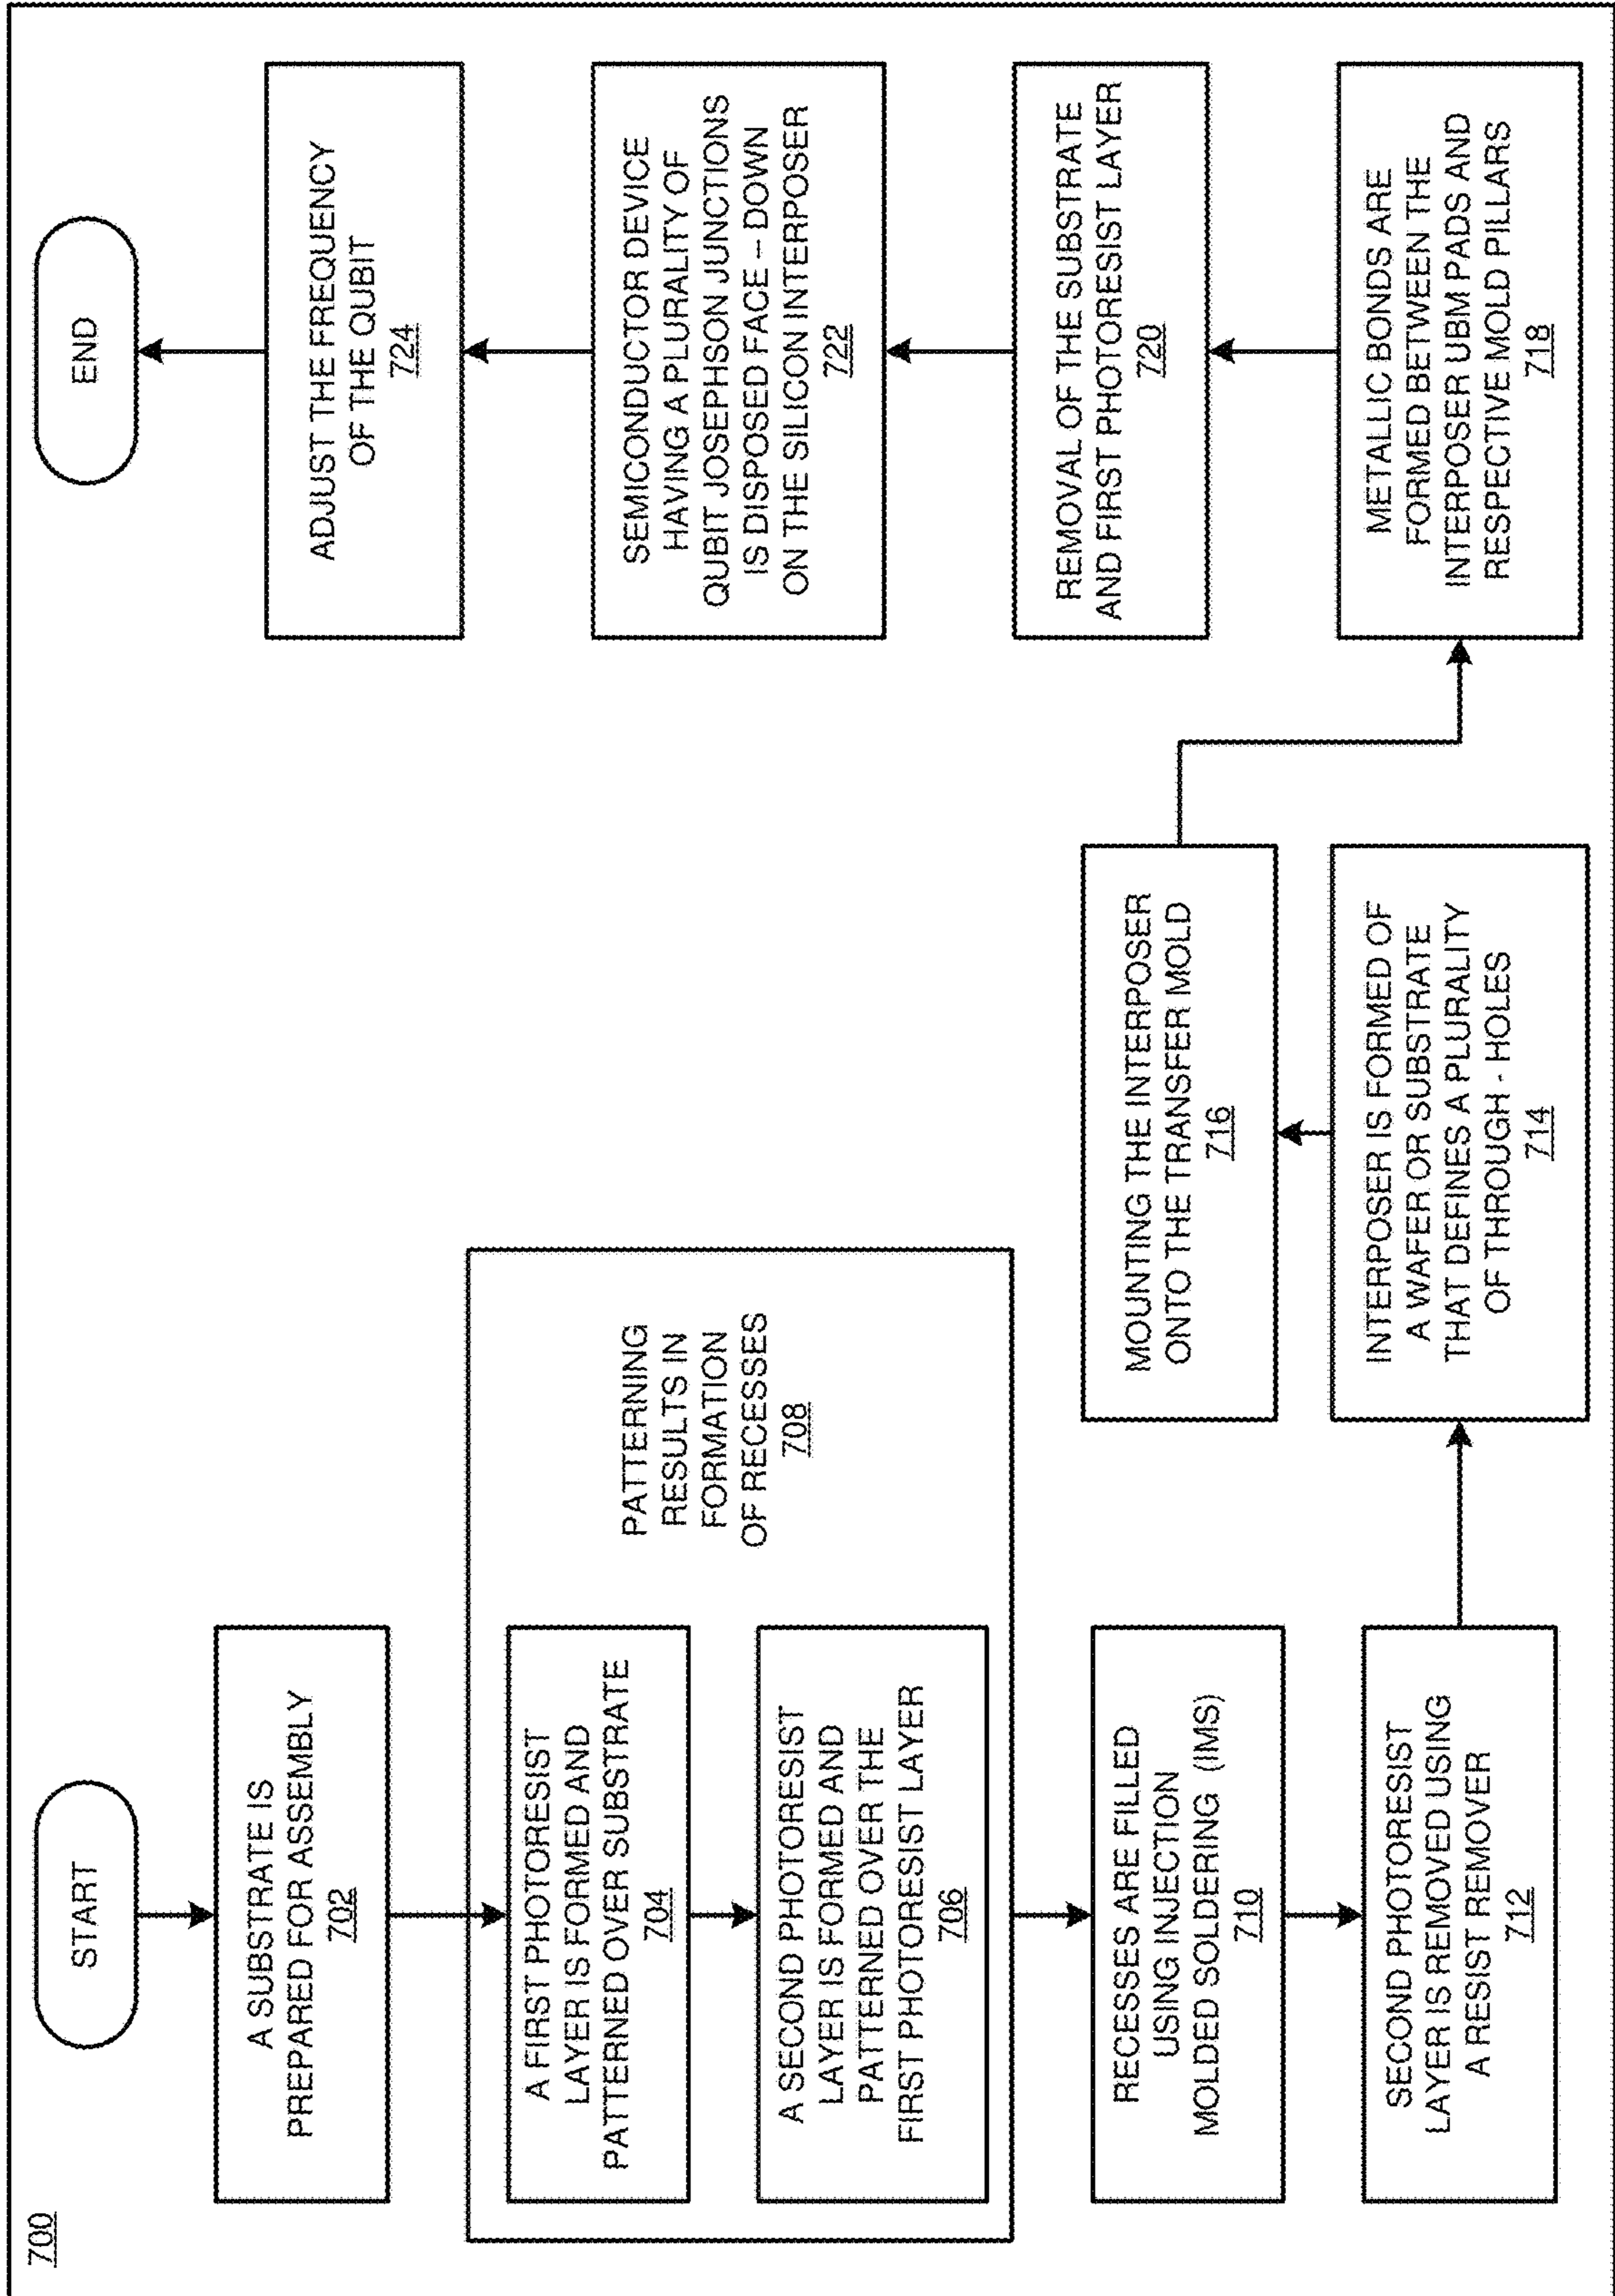 700
START
A SUBSTRATE IS
PREPARED FOR ASSEMBLY
702
A FIRST PHOTORESIST
LAYER IS FORMED AND
PATTERNED OVER SUBSTRATE
704
A SECOND PHOTORESIST
LAYER IS FORMED AND
PATTERNED OVER THE
FIRST PHOTORESIST LAYER
706
PATTERNING
RESULTS IN
FORMATION
OF RECESSES
708
RECESSES ARE FILLED
USING INJECTION
MOLDED SOLDERING (IMS)
710
SECOND PHOTORESIST
LAYER IS REMOVED USING
A RESIST REMOVER
712
INTERPOSER IS FORMED OF
A WAFER OR SUBSTRATE
THAT DEFINES A PLURALITY
OF THROUGH - HOLES
714
MOUNTING THE INTERPOSER
ONTO THE TRANSFER MOLD
716
METALLIC BONDS ARE
FORMED BETWEEN THE
INTERPOSER UBM PADS AND
RESPECTIVE MOLD PILLARS
718
REMOVAL OF THE SUBSTRATE
AND FIRST PHOTORESIST LAYER
720
SEMICONDUCTOR DEVICE
HAVING A PLURALITY OF
QUBIT JOSEPHSON JUNCTIONS
IS DISPOSED FACE – DOWN
ON THE SILICON INTERPOSER
722
ADJUST THE FREQUENCY
OF THE QUBIT
724
END